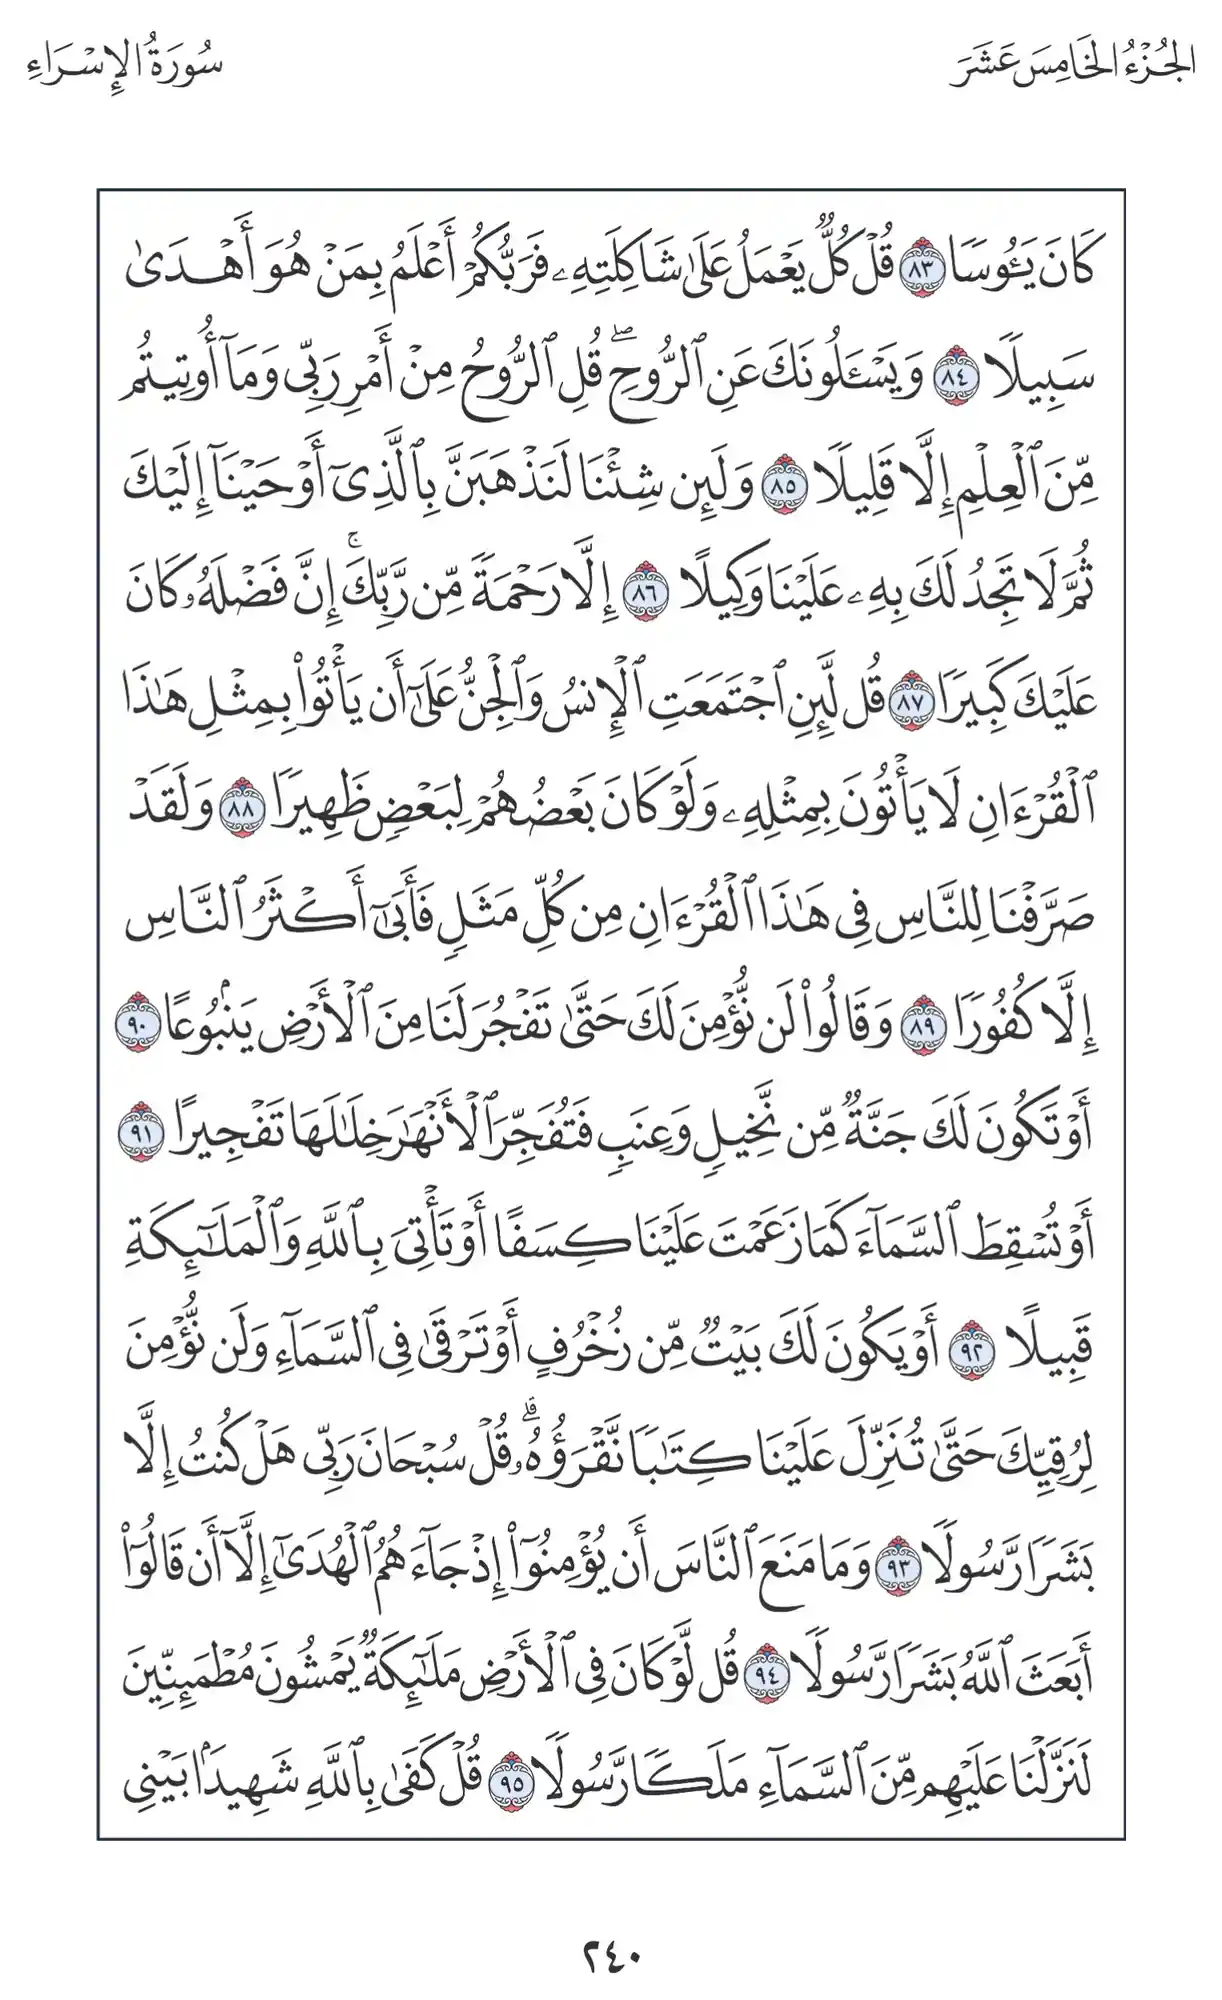 الجُزْءُ الخَامِسَ عَشَرَ
سُورَةُ الإِسْرَاءِ
كَانَ يَـُٔوسًا ٨٣ قُلْ كُلٌّ يَعْمَلُ عَلَىٰ شَاكِلَتِهِۦ فَرَبُّكُمْ أَعْلَمُ بِمَنْ هُوَ أَهْدَىٰ
سَبِيلًا ٨٤ وَيَسْـَٔلُونَكَ عَنِ ٱلرُّوحِۖ قُلِ ٱلرُّوحُ مِنْ أَمْرِ رَبِّى وَمَآ أُوتِيتُم
مِّنَ ٱلْعِلْمِ إِلَّا قَلِيلًا ٨٥ وَلَئِن شِئْنَا لَنَذْهَبَنَّ بِٱلَّذِىٓ أَوْحَيْنَآ إِلَيْكَ
ثُمَّ لَا تَجِدُ لَكَ بِهِۦ عَلَيْنَا وَكِيلًا ٨٦ إِلَّا رَحْمَةً مِّن رَّبِّكَۚ إِنَّ فَضْلَهُۥ كَانَ
عَلَيْكَ كَبِيرًا ٨٧ قُل لَّئِنِ ٱجْتَمَعَتِ ٱلْإِنسُ وَٱلْجِنُّ عَلَىٰٓ أَن يَأْتُوا۟ بِمِثْلِ هَٰذَا
ٱلْقُرْءَانِ لَا يَأْتُونَ بِمِثْلِهِۦ وَلَوْ كَانَ بَعْضُهُمْ لِبَعْضٍ ظَهِيرًا ٨٨ وَلَقَدْ
صَرَّفْنَا لِلنَّاسِ فِى هَٰذَا ٱلْقُرْءَانِ مِن كُلِّ مَثَلٍ فَأَبَىٰٓ أَكْثَرُ ٱلنَّاسِ
إِلَّا كُفُورًا ٨٩ وَقَالُوا۟ لَن نُّؤْمِنَ لَكَ حَتَّىٰ تَفْجُرَ لَنَا مِنَ ٱلْأَرْضِ يَنۢبُوعًا ٩٠
أَوْ تَكُونَ لَكَ جَنَّةٌ مِّن نَّخِيلٍ وَعِنَبٍ فَتُفَجِّرَ ٱلْأَنْهَٰرَ خِلَٰلَهَا تَفْجِيرًا ٩١
أَوْ تُسْقِطَ ٱلسَّمَآءَ كَمَا زَعَمْتَ عَلَيْنَا كِسَفًا أَوْ تَأْتِىَ بِٱللَّهِ وَٱلْمَلَٰٓئِكَةِ
قَبِيلًا ٩٢ أَوْ يَكُونَ لَكَ بَيْتٌ مِّن زُخْرُفٍ أَوْ تَرْقَىٰ فِى ٱلسَّمَآءِ وَلَن نُّؤْمِنَ
لِرُقِيِّكَ حَتَّىٰ تُنَزِّلَ عَلَيْنَا كِتَٰبًا نَّقْرَؤُهُۥۗ قُلْ سُبْحَانَ رَبِّى هَلْ كُنتُ إِلَّا
بَشَرًا رَّسُولًا ٩٣ وَمَا مَنَعَ ٱلنَّاسَ أَن يُؤْمِنُوٓا۟ إِذْ جَآءَهُمُ ٱلْهُدَىٰٓ إِلَّآ أَن قَالُوٓا۟
أَبَعَثَ ٱللَّهُ بَشَرًا رَّسُولًا ٩٤ قُل لَّوْ كَانَ فِى ٱلْأَرْضِ مَلَٰٓئِكَةٌ يَمْشُونَ مُطْمَئِنِّينَ
لَنَزَّلْنَا عَلَيْهِم مِّنَ ٱلسَّمَآءِ مَلَكًا رَّسُولًا ٩٥ قُلْ كَفَىٰ بِٱللَّهِ شَهِيدًۢا بَيْنِى
٢٤٠